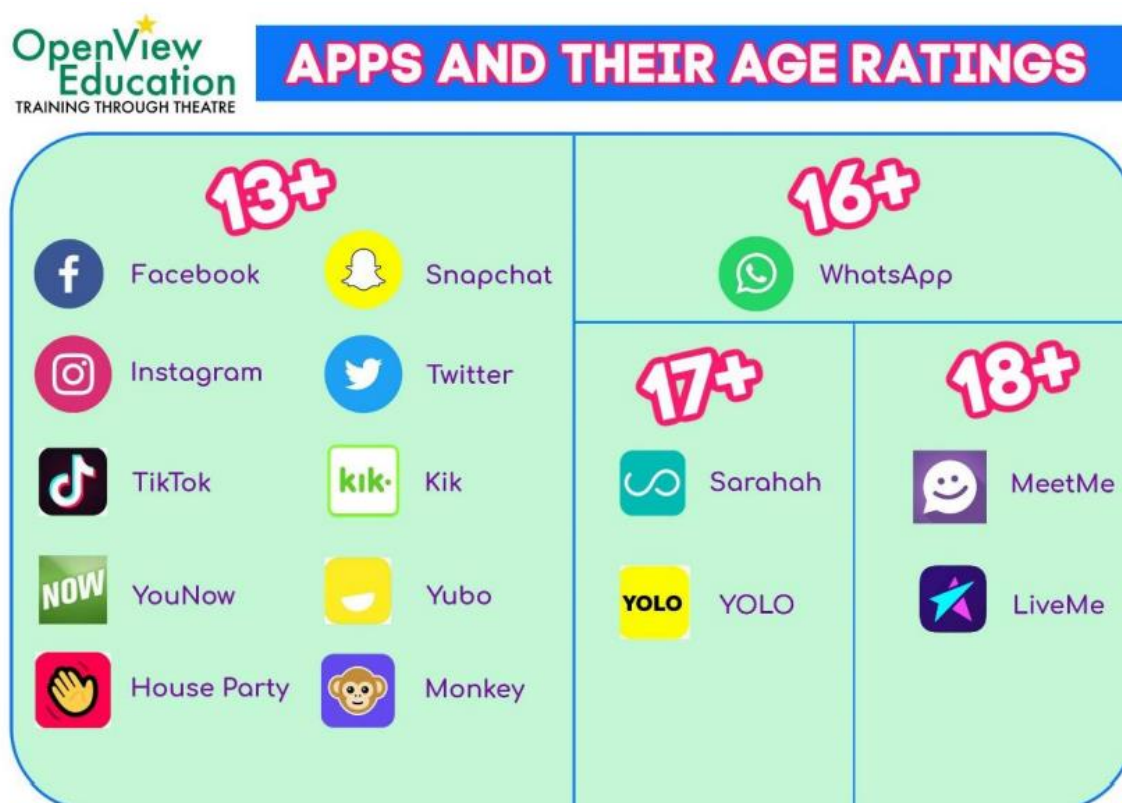 OpenView
Education
TRAINING THROUGH THEATRE
APPS AND THEIR AGE RATINGS
13+
f Facebook
Snapchat
Instagram
Twitter
TikTok
kik• Kik
NOW YouNow
Yubo
House Party
Monkey
16+
WhatsApp
17+
Sarahah
YOLO YOLO
18+
MeetMe
LiveMe